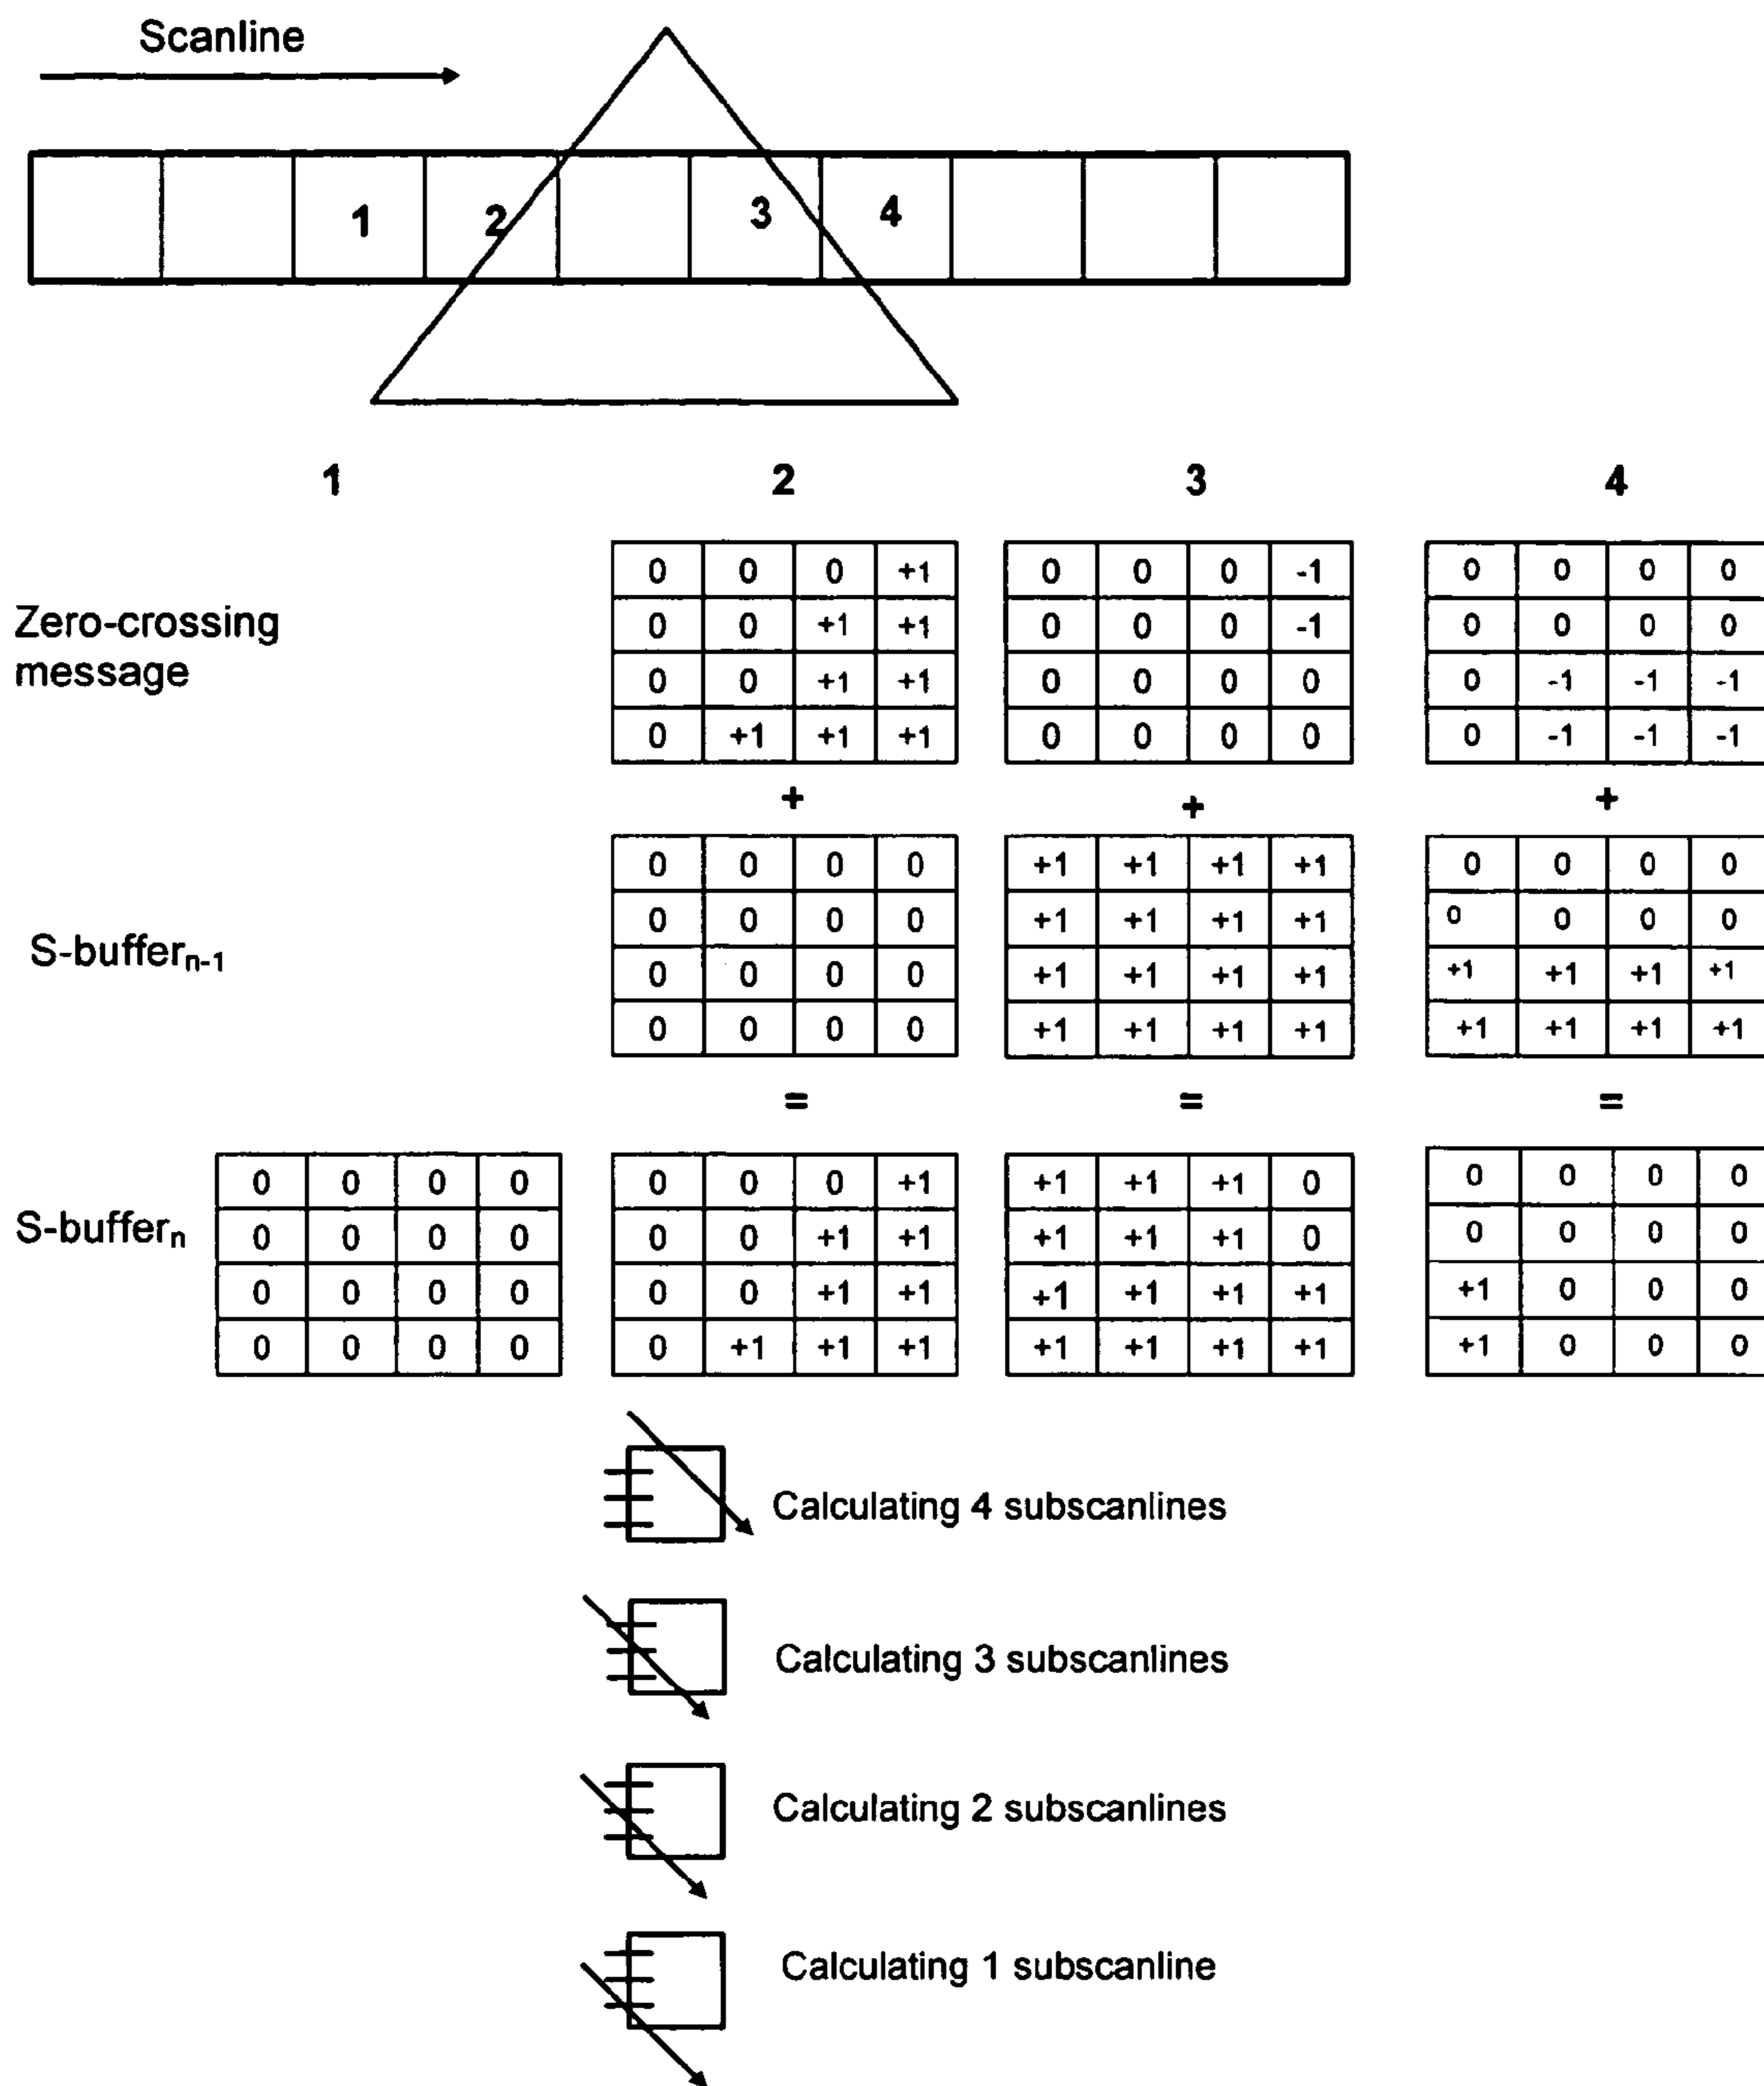 Scanline
1 2 3 4
1 2 3 4
Zero-crossing
message
0 0 0 +1 0 0 0 -1 0 0 0 0
0 0 +1 +1 0 0 0 -1 0 0 0 0
0 0 +1 +1 0 0 0 0 0 -1 -1 -1
0 +1 +1 +1 0 0 0 0 0 -1 -1 -1
+ + +
S-buffern-1
0 0 0 0 +1 +1 +1 +1 0 0 0 0
0 0 0 0 +1 +1 +1 +1 0 0 0 0
0 0 0 0 +1 +1 +1 +1 +1 +1 +1 +1
0 0 0 0 +1 +1 +1 +1 +1 +1 +1 +1
= = =
S-buffern
0 0 0 0 0 0 0 +1 +1 +1 +1 0 0 0 0 0
0 0 0 0 0 0 +1 +1 +1 +1 +1 0 0 0 0 0
0 0 0 0 0 0 +1 +1 +1 +1 +1 +1 +1 0 0 0
0 0 0 0 0 +1 +1 +1 +1 +1 +1 +1 +1 0 0 0
Calculating 4 subscanlines
Calculating 3 subscanlines
Calculating 2 subscanlines
Calculating 1 subscanline